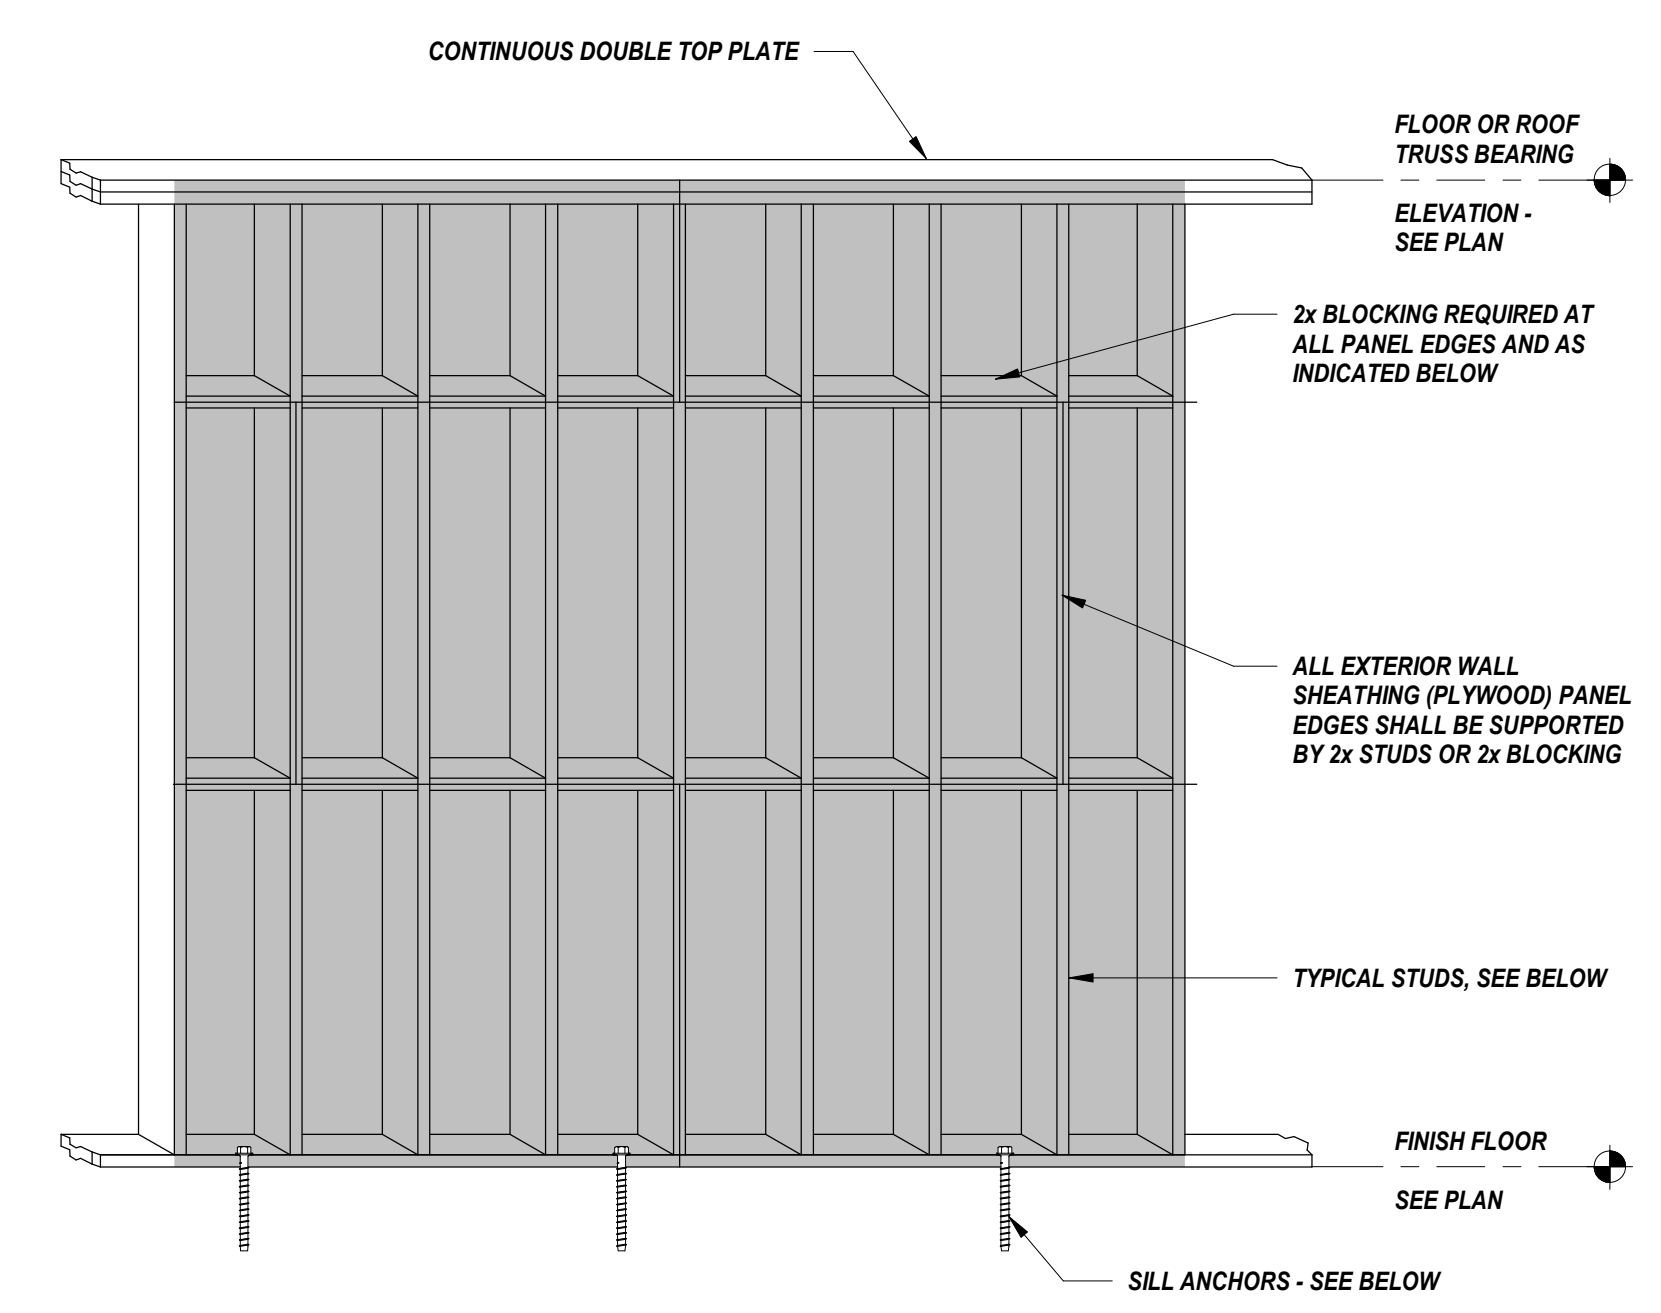 CONTINUOUS DOUBLE TOP PLATE
FLOOR OR ROOF
TRUSS BEARING
ELEVATION -
SEE PLAN
2x BLOCKING REQUIRED AT
ALL PANEL EDGES AND AS
INDICATED BELOW
ALL EXTERIOR WALL
SHEATHING (PLYWOOD) PANEL
EDGES SHALL BE SUPPORTED
BY 2x STUDS OR 2x BLOCKING
TYPICAL STUDS, SEE BELOW
FINISH FLOOR
SEE PLAN
SILL ANCHORS - SEE BELOW